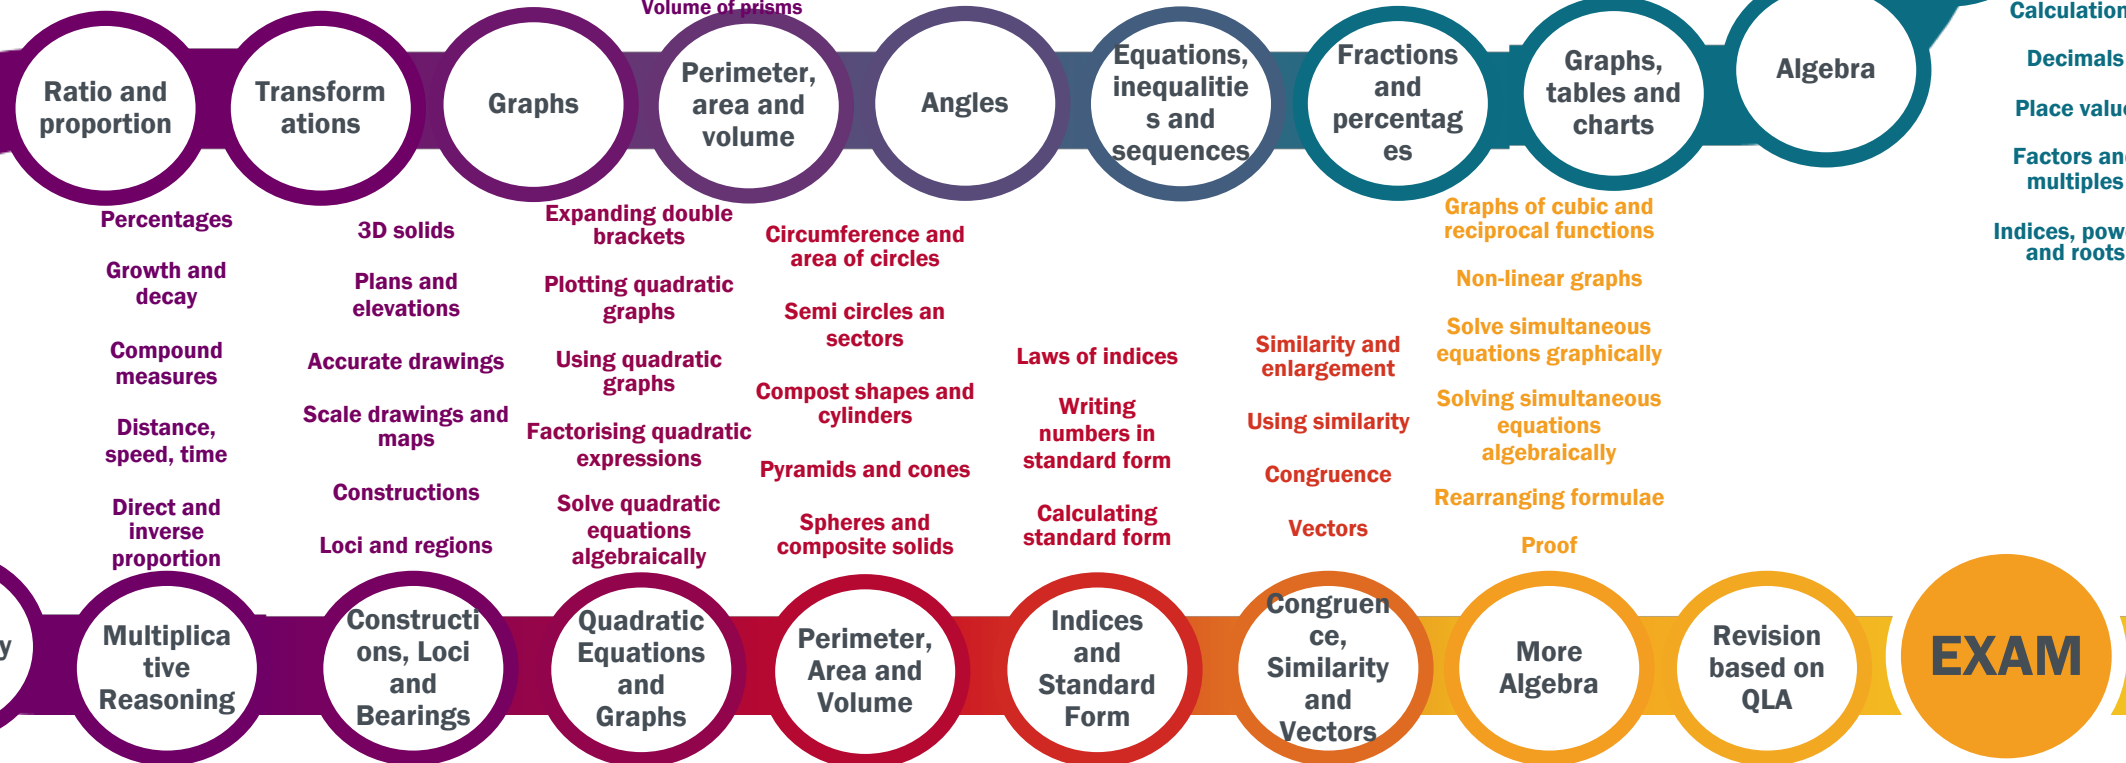 Volume of prisms
Ratio and
proportion
Transform
ations
Graphs
Perimeter,
area and
volume
Angles
Equations,
inequalitie
s and
sequences
Fractions
and
percentag
es
Graphs,
tables and
charts
Algebra
Calculation
Decimals
Place value
Factors and
multiples
Indices, pow
and roots
Percentages
Growth and
decay
Compound
measures
Distance,
speed, time
Direct and
inverse
proportion
3D solids
Plans and
elevations
Accurate drawings
Scale drawings and
maps
Constructions
Loci and regions
Expanding double
brackets
Plotting quadratic
graphs
Using quadratic
graphs
Factorising quadratic
expressions
Solve quadratic
equations
algebraically
Circumference and
area of circles
Semi circles an
sectors
Compost shapes and
cylinders
Pyramids and cones
Spheres and
composite solids
Laws of indices
Writing
numbers in
standard form
Calculating
standard form
Similarity and
enlargement
Using similarity
Congruence
Vectors
Graphs of cubic and
reciprocal functions
Non-linear graphs
Solve simultaneous
equations graphically
Solving simultaneous
equations
algebraically
Rearranging formulae
Proof
y
Multiplica
tive
Reasoning
Constructi
ons, Loci
and
Bearings
Quadratic
Equations
and
Graphs
Perimeter,
Area and
Volume
Indices
and
Standard
Form
Congruen
ce,
Similarity
and
Vectors
More
Algebra
Revision
based on
QLA
EXAM